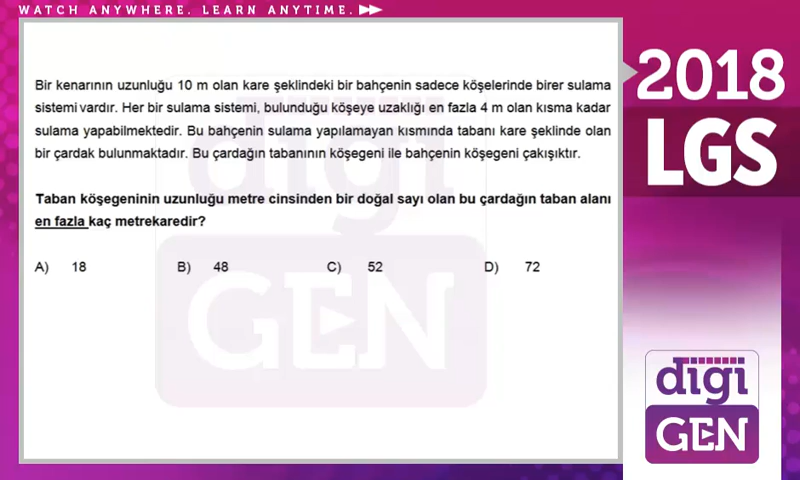 WATCH ANYWHERE. LEARN ANYTIME.
2018
LGS
Bir kenarının uzunluğu 10 m olan kare şeklindeki bir bahçenin sadece köşelerinde birer sulama
sistemi vardır. Her bir sulama sistemi, bulunduğu köşeye uzaklığı en fazla 4 m olan kısma kadar
sulama yapabilmektedir. Bu bahçenin sulama yapılamayan kısmında tabanı kare şeklinde olan
bir çardak bulunmaktadır. Bu çardağın tabanının köşegeni ile bahçenin köşegeni çakışıktır.
Taban köşegeninin uzunluğu metre cinsinden bir doğal sayı olan bu çardağın taban alanı
en fazla kaç metrekaredir?
A) 18 B) 48 C) 52 D) 72
digi
GEN
digi
GEN